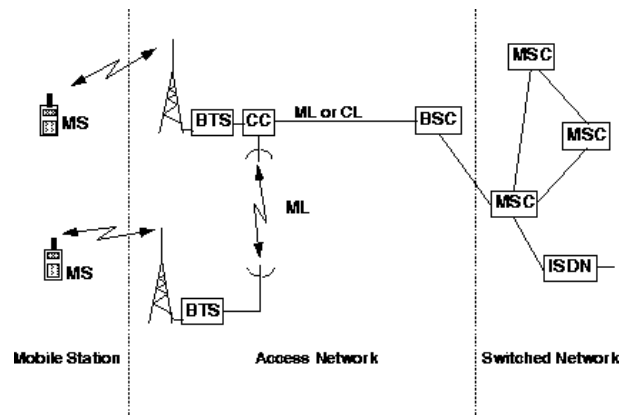 MSC
MS
BTS
CC
ML or CL
BSC
MSC
ML
MSC
MS
ISDN
BTS
Mobile Station
Access Network
Switched Network